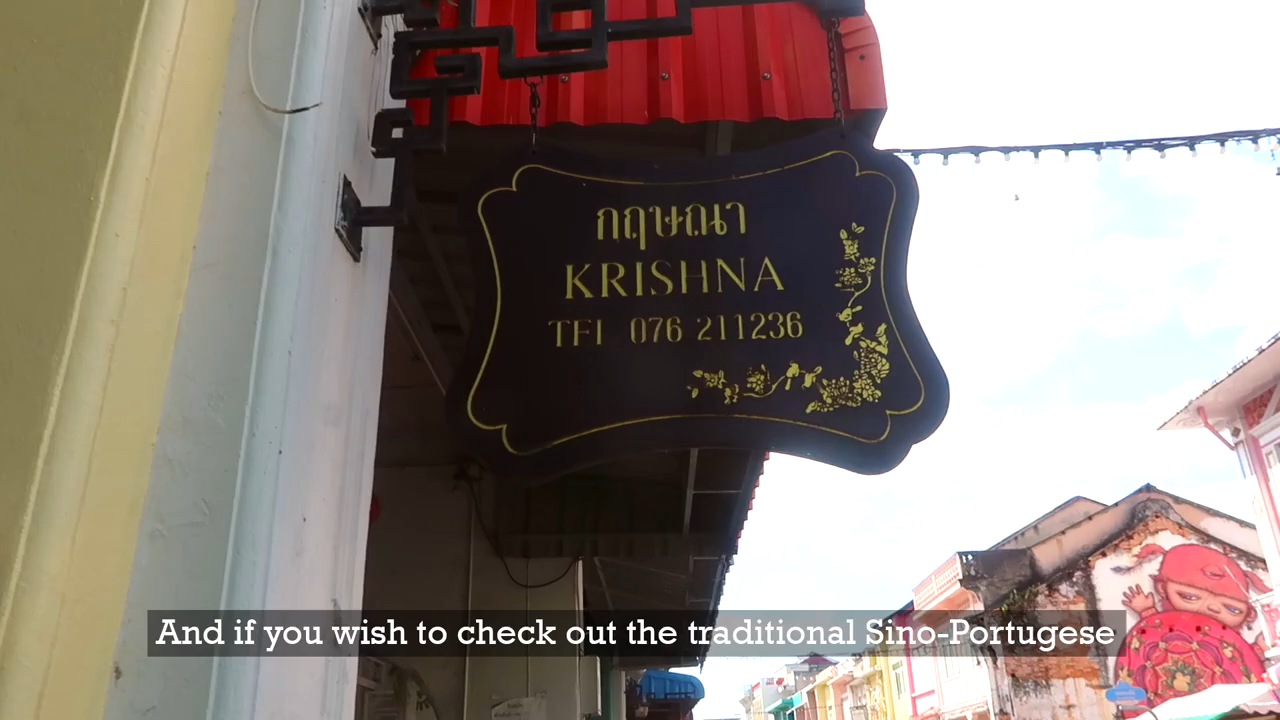 กฤษณา
KRISHNA
TFI 076 211236
And if you wish to check out the traditional Sino-Portugese